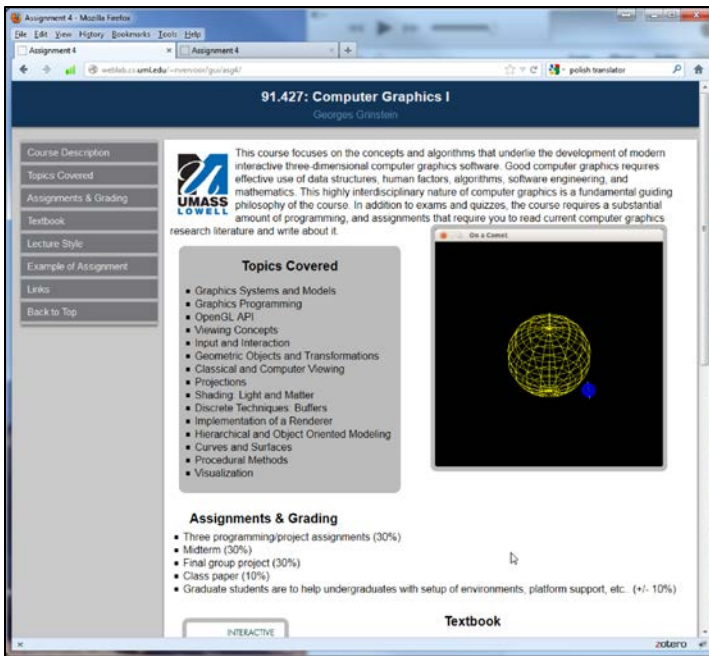 Assignment 4 - Mozilla Firefox
File Edit View History Bookmarks Tools Help
Assignment 4
Assignment 4
polish translator
91.427: Computer Graphics I
Georges Grinstein
Course Description
Topics Covered
Assignments & Grading
Textbook
Lecture Style
Example of Assignment
Links
Back to Top
UMASS
LOWELL
This course focuses on the concepts and algorithms that underlie the development of modern
interactive three-dimensional computer graphics software. Good computer graphics requires
effective use of data structures, human factors, algorithms, software engineering, and
mathematics. This highly interdisciplinary nature of computer graphics is a fundamental guiding
philosophy of the course. In addition to exams and quizzes, the course requires a substantial
amount of programming, and assignments that require you to read current computer graphics
research literature and write about it.
On a Comet
Topics Covered
▪ Graphics Systems and Models
▪ Graphics Programming
▪ OpenGL API
▪ Viewing Concepts
▪ Input and Interaction
▪ Geometric Objects and Transformations
▪ Classical and Computer Viewing
▪ Projections
▪ Shading: Light and Matter
▪ Discrete Techniques: Buffers
▪ Implementation of a Renderer
▪ Hierarchical and Object Oriented Modeling
▪ Curves and Surfaces
▪ Procedural Methods
▪ Visualization
Assignments & Grading
▪ Three programming/project assignments (30%)
▪ Midterm (30%)
▪ Final group project (30%)
▪ Class paper (10%)
▪ Graduate students are to help undergraduates with setup of environments, platform support, etc.. (+/- 10%)
Textbook
INTERACTIVE
zotero